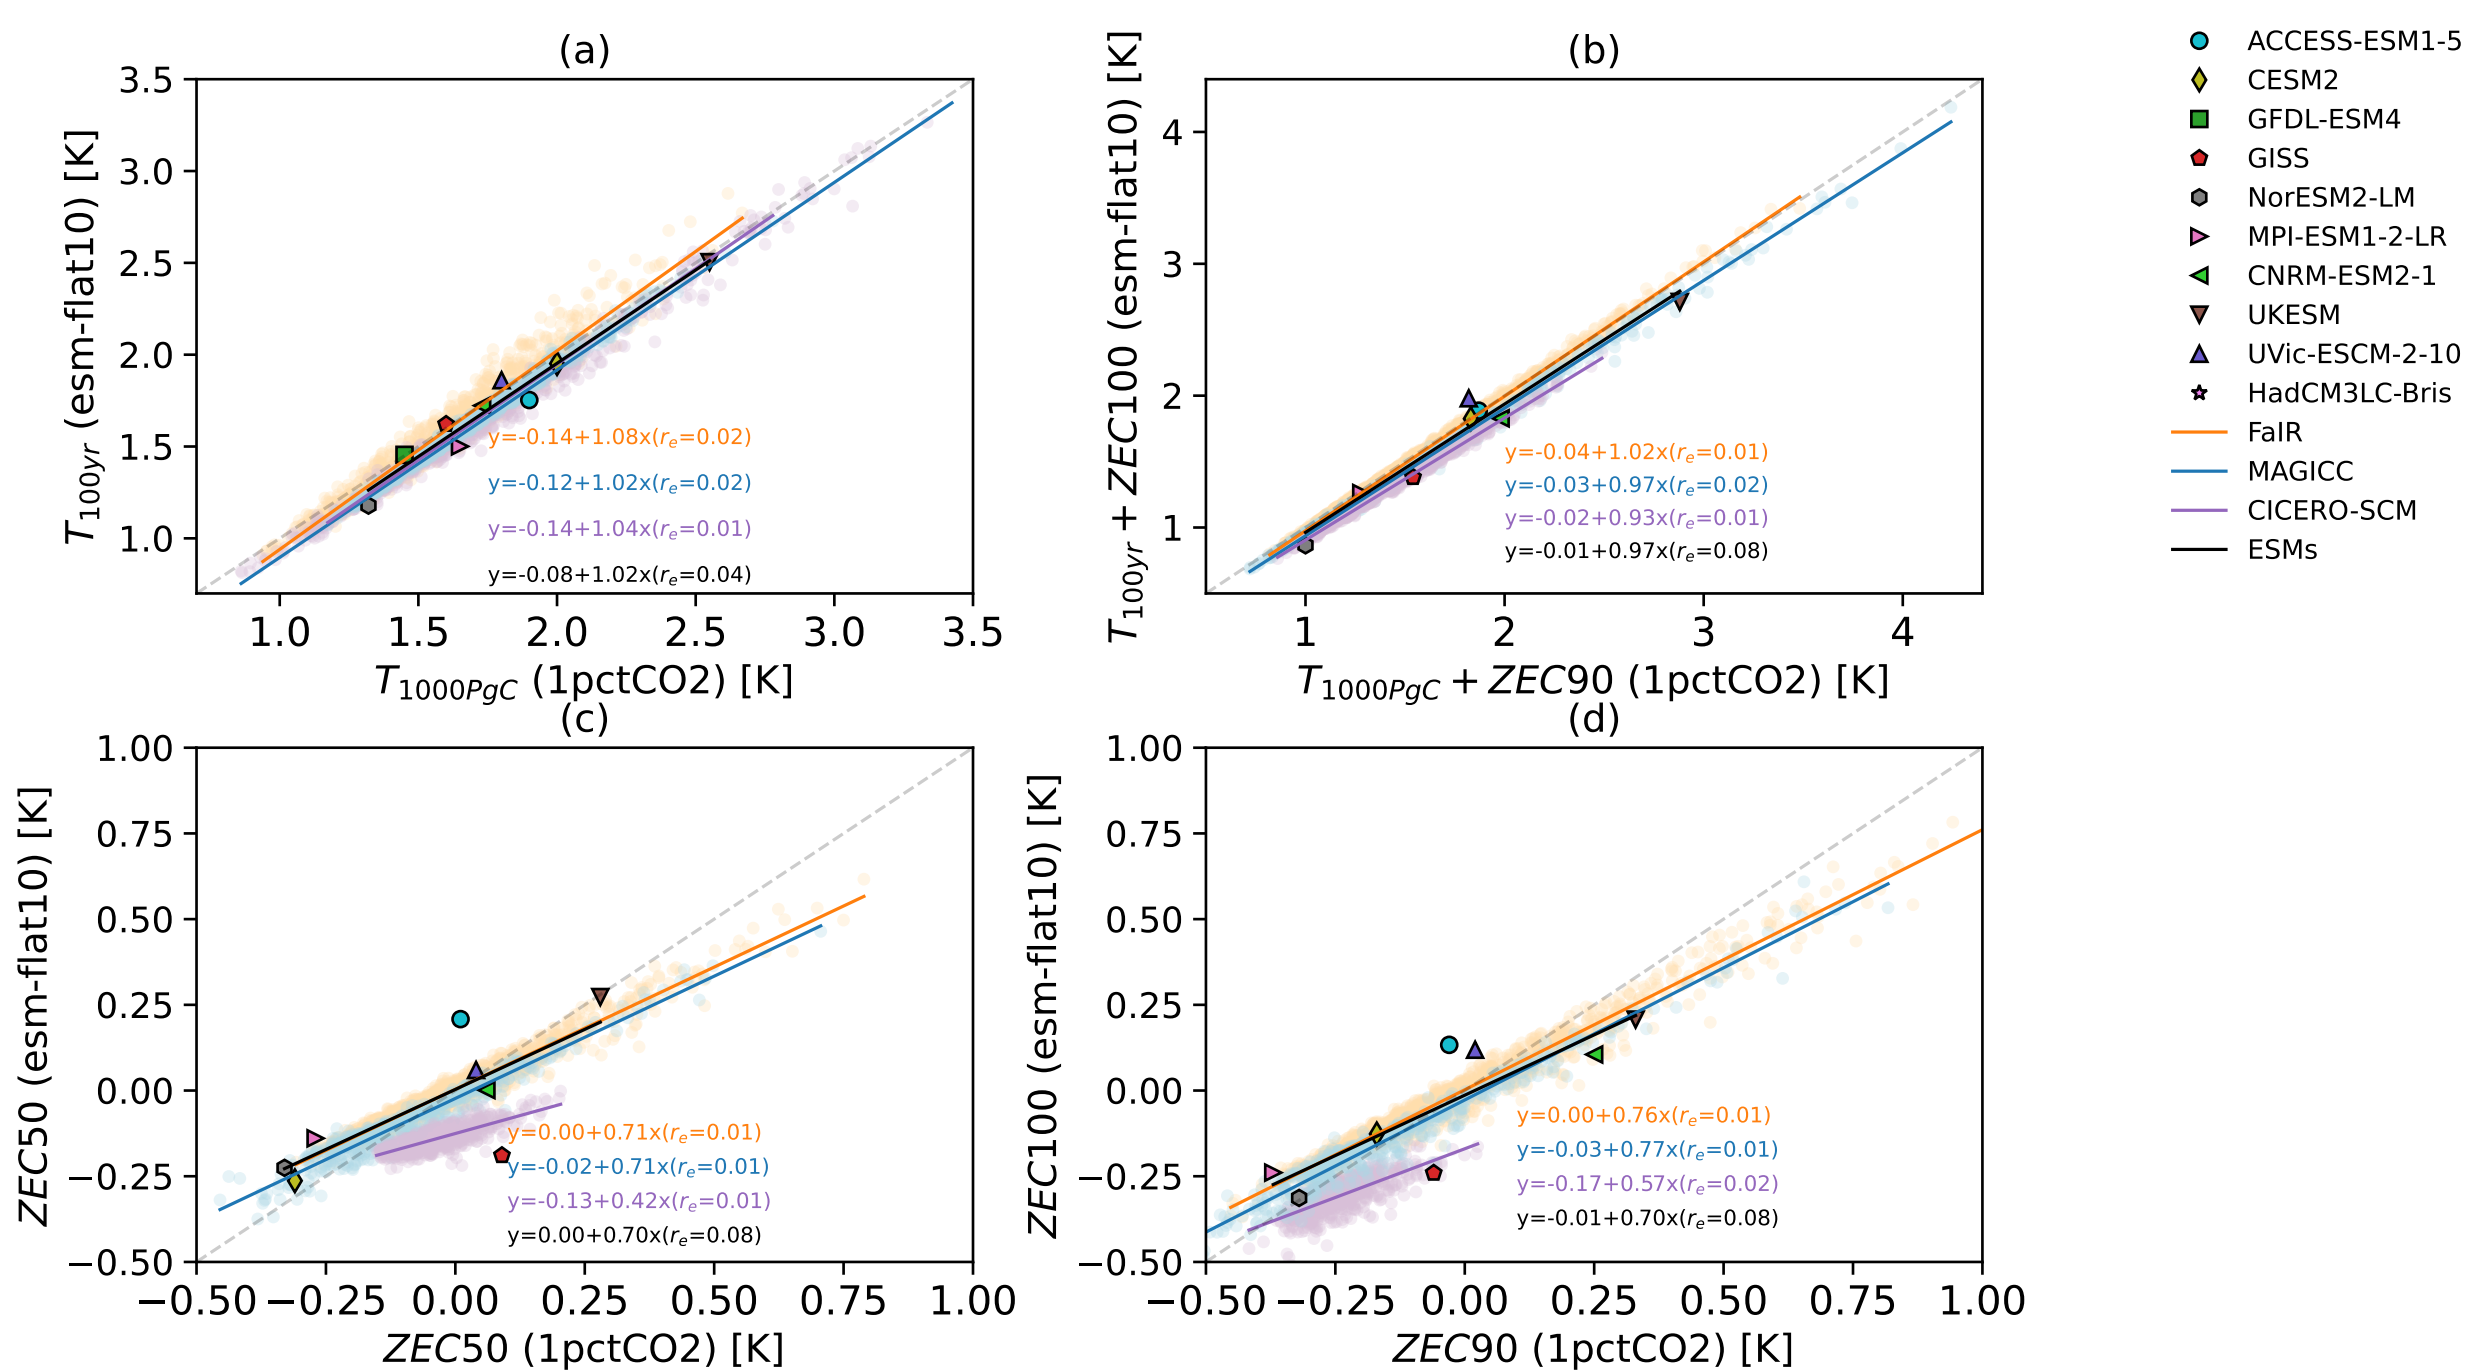 (a)
3.5
3.0
2.5
2.0
1.5
1.0
T100yr (esm-flat10) [K]
y=-0.14+1.08x(re=0.02)
y=-0.12+1.02x(re=0.02)
y=-0.14+1.04x(re=0.01)
y=-0.08+1.02x(re=0.04)
1.0 1.5 2.0 2.5 3.0 3.5
T1000PgC (1pctCO2) [K]
(b)
4
3
2
1
T100yr + ZEC100 (esm-flat10) [K]
y=-0.04+1.02x(re=0.01)
y=-0.03+0.97x(re=0.02)
y=-0.02+0.93x(re=0.01)
y=-0.01+0.97x(re=0.08)
1 2 3 4
T1000PgC + ZEC90 (1pctCO2) [K]
ACCESS-ESM1-5
CESM2
GFDL-ESM4
GISS
NorESM2-LM
MPI-ESM1-2-LR
CNRM-ESM2-1
UKESM
UVic-ESCM-2-10
HadCM3LC-Bris
FaIR
MAGICC
CICERO-SCM
ESMs
(c)
1.00
0.75
0.50
0.25
0.00
−0.25
−0.50
ZEC50 (esm-flat10) [K]
y=0.00+0.71x(re=0.01)
y=-0.02+0.71x(re=0.01)
y=-0.13+0.42x(re=0.01)
y=0.00+0.70x(re=0.08)
−0.50 −0.25 0.00 0.25 0.50 0.75 1.00
ZEC50 (1pctCO2) [K]
(d)
1.00
0.75
0.50
0.25
0.00
−0.25
−0.50
ZEC100 (esm-flat10) [K]
y=0.00+0.76x(re=0.01)
y=-0.03+0.77x(re=0.01)
y=-0.17+0.57x(re=0.02)
y=-0.01+0.70x(re=0.08)
−0.50 −0.25 0.00 0.25 0.50 0.75 1.00
ZEC90 (1pctCO2) [K]